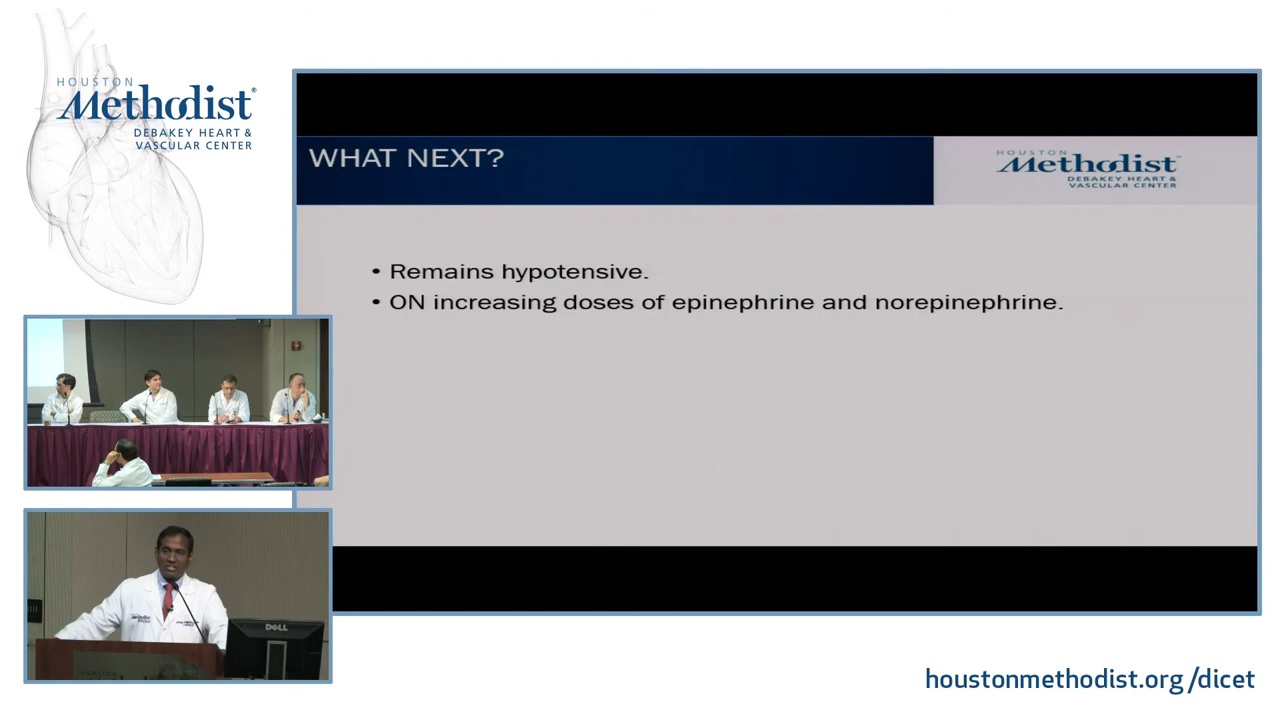 HOUSTON
Methodist®
DEBAKEY HEART &
VASCULAR CENTER
WHAT NEXT?
HOUSTON
Methodist
DEBAKEY HEART &
VASCULAR CENTER
• Remains hypotensive.
• ON increasing doses of epinephrine and norepinephrine.
DELL
houstonmethodist.org/dicet